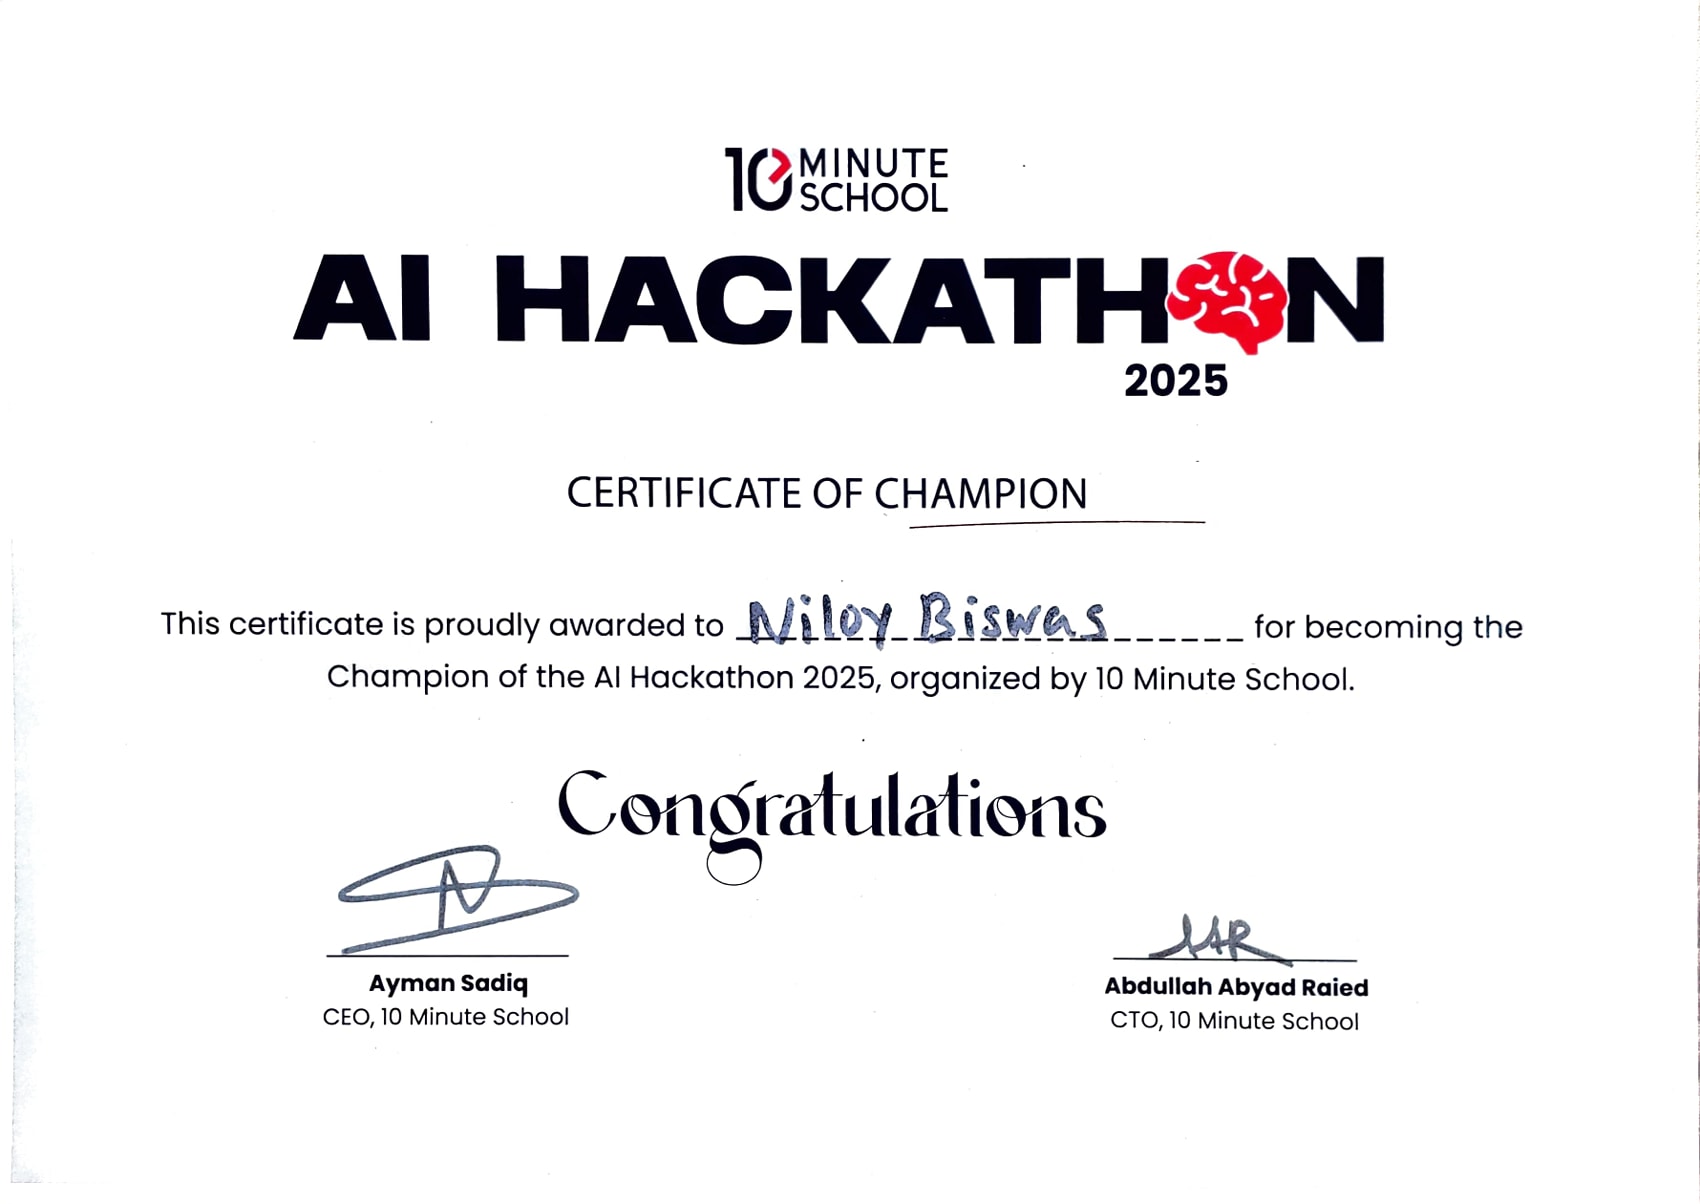 10 MINUTE
SCHOOL
AI HACKATHON
2025
CERTIFICATE OF CHAMPION
This certificate is proudly awarded to Niloy Biswas for becoming the
Champion of the AI Hackathon 2025, organized by 10 Minute School.
Congratulations
Ayman Sadiq
CEO, 10 Minute School
AAR
Abdullah Abyad Raied
CTO, 10 Minute School